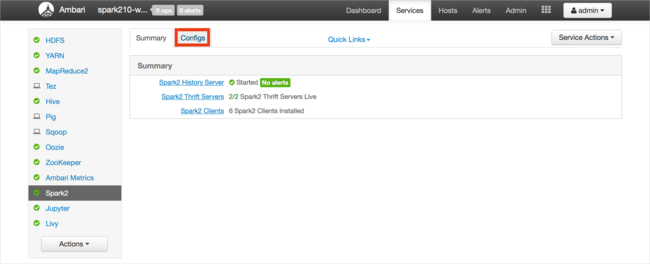 Ambari spark210-w... 0 ops 0 alerts Dashboard Services Hosts Alerts Admin admin
HDFS
YARN
MapReduce2
Tez
Hive
Pig
Sqoop
Oozie
ZooKeeper
Ambari Metrics
Spark2
Jupyter
Livy
Actions
Summary Configs Quick Links Service Actions
Summary
Spark2 History Server Started No alerts
Spark2 Thrift Servers 2/2 Spark2 Thrift Servers Live
Spark2 Clients 6 Spark2 Clients Installed